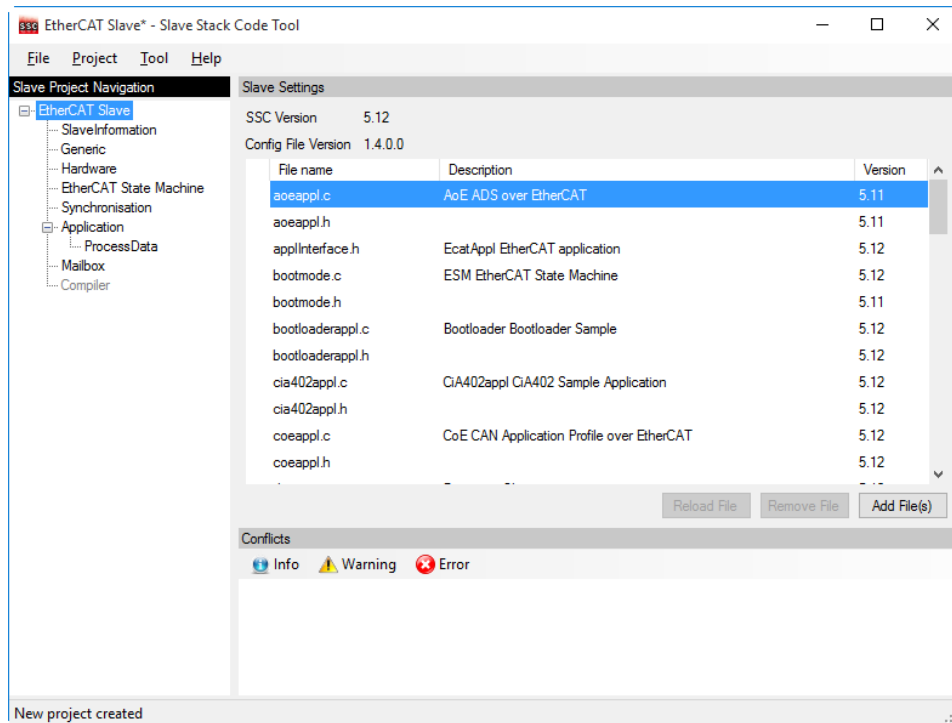 SSC EtherCAT Slave* - Slave Stack Code Tool
File Project Tool Help
Slave Project Navigation
EtherCAT Slave
SlaveInformation
Generic
Hardware
EtherCAT State Machine
Synchronisation
Application
ProcessData
Mailbox
Compiler
Slave Settings
SSC Version 5.12
Config File Version 1.4.0.0
File name Description Version
aoeappl.c AoE ADS over EtherCAT 5.11
aoeappl.h 5.11
applInterface.h EcatAppl EtherCAT application 5.12
bootmode.c ESM EtherCAT State Machine 5.12
bootmode.h 5.11
bootloaderappl.c Bootloader Bootloader Sample 5.12
bootloaderappl.h 5.12
cia402appl.c CiA402appl CiA402 Sample Application 5.12
cia402appl.h 5.12
coeappl.c CoE CAN Application Profile over EtherCAT 5.12
coeappl.h 5.12
Reload File Remove File Add File(s)
Conflicts
Info Warning Error
New project created